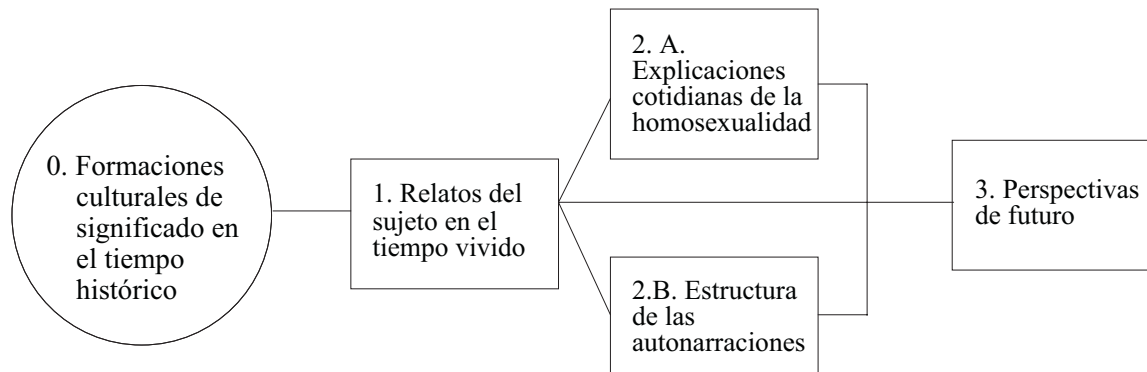 0. Formaciones
culturales de
significado en
el tiempo
histórico
1. Relatos del
sujeto en el
tiempo vivido
2. A.
Explicaciones
cotidianas de la
homosexualidad
2.B. Estructura
de las
autonarraciones
3. Perspectivas
de futuro